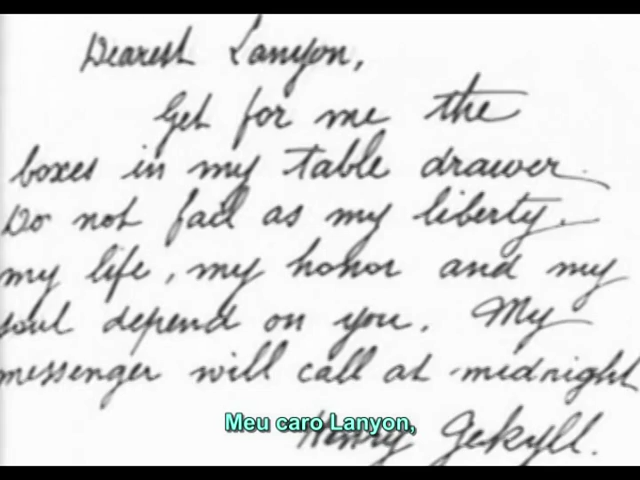 Dearest Lanyon,
Get for me the
boxes in my table drawer.
Do not fail as my liberty,
my life, my honor and my
soul depend on you. My
messenger will call at midnight
Henry Jekyll.
Meu caro Lanyon,